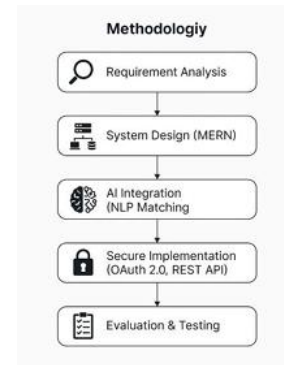 Methodologiy
Requirement Analysis
System Design (MERN)
AI Integration
(NLP Matching
Secure Implementation
(OAuth 2.0, REST API)
Evaluation & Testing